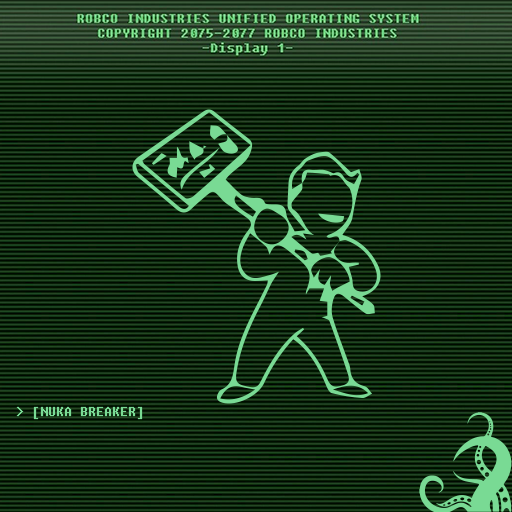 ROBCO INDUSTRIES UNIFIED OPERATING SYSTEM
COPYRIGHT 2075-2077 ROBCO INDUSTRIES
-Display 1-
> [NUKA BREAKER]